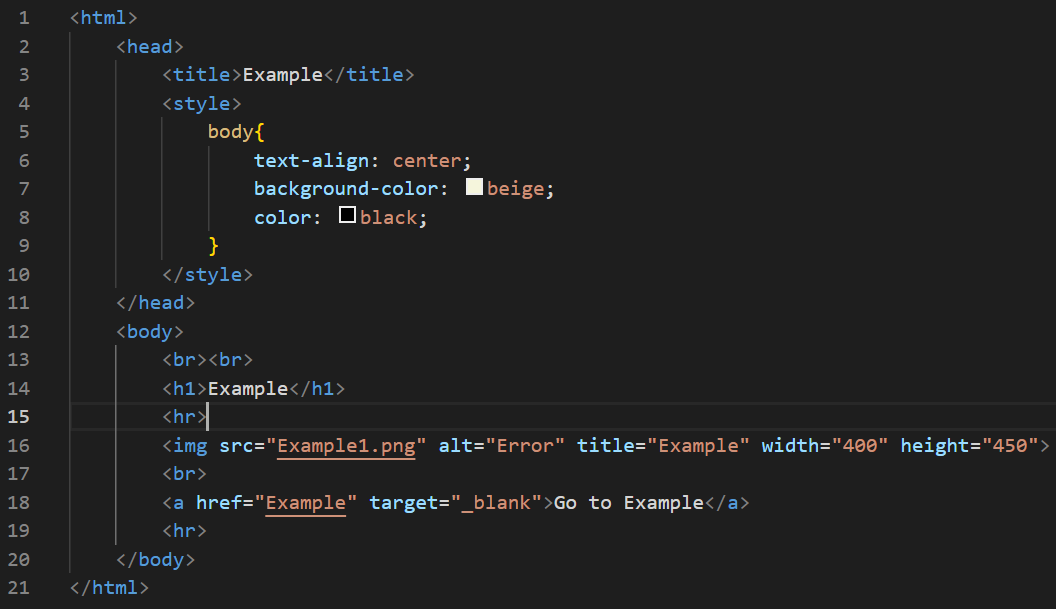 1 <html>
2     <head>
3         <title>Example</title>
4         <style>
5             body{
6                 text-align: center;
7                 background-color: beige;
8                 color: black;
9             }
10         </style>
11     </head>
12     <body>
13         <br><br>
14         <h1>Example</h1>
15         <hr>
16         <img src="Example1.png" alt="Error" title="Example" width="400" height="450">
17         <br>
18         <a href="Example" target="_blank">Go to Example</a>
19         <hr>
20     </body>
21 </html>